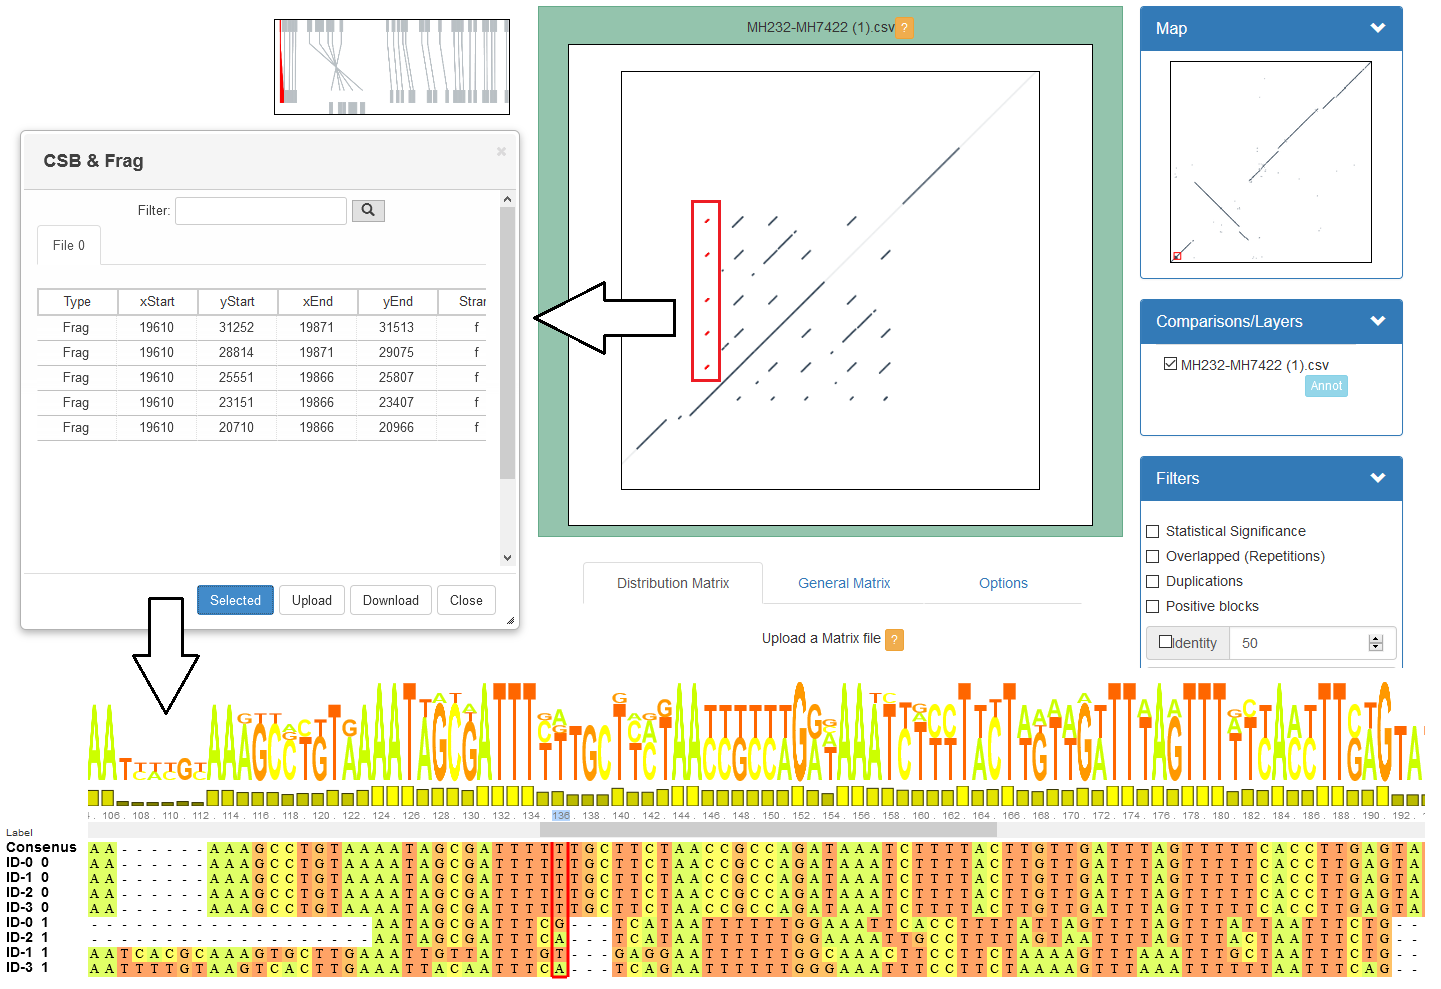 MH232-MH7422 (1).csv ?
Map
CSB & Frag
×
Filter:
File 0
Type xStart yStart xEnd yEnd Strar
Frag 19610 31252 19871 31513 f
Frag 19610 28814 19871 29075 f
Frag 19610 25551 19866 25807 f
Frag 19610 23151 19866 23407 f
Frag 19610 20710 19866 20966 f
Selected Upload Download Close
Comparisons/Layers
MH232-MH7422 (1).csv
Annot
Filters
Statistical Significance
Overlapped (Repetitions)
Duplications
Positive blocks
Identity 50
Distribution Matrix General Matrix Options
Upload a Matrix file ?
106 . 108 . 110 . 112 . 114 . 116 . 118 . 120 . 122 . 124 . 126 . 128 . 130 . 132 . 134 . 136 . 138 . 140 . 142 . 144 . 146 . 148 . 150 . 152 . 154 . 156 . 158 . 160 . 162 . 164 . 166 . 168 . 170 . 172 . 174 . 176 . 178 . 180 . 182 . 184 . 186 . 188 . 190 . 192 .
Label
Consenus AA------AAAGCCTGTAAAATAGCGATTTTTTGCTTCTAACCGCCAGATAAATCTTTTACTTGTTGATTTAGTTTTTCACCTTGAGTA
ID-0 0 AA------AAAGCCTGTAAAATAGCGATTTTTTGCTTCTAACCGCCAGATAAATCTTTTACTTGTTGATTTAGTTTTTCACCTTGAGTA
ID-1 0 AA------AAAGCCTGTAAAATAGCGATTTTTTGCTTCTAACCGCCAGATAAATCTTTTACTTGTTGATTTAGTTTTTCACCTTGAGTA
ID-2 0 AA------AAAGCCTGTAAAATAGCGATTTTTTGCTTCTAACCGCCAGATAAATCTTTTACTTGTTGATTTAGTTTTTCACCTTGAGTA
ID-3 0 AA------AAAGCCTGTAAAATAGCGATTTTTTGCTTCTAACCGCCAGATAAATCTTTTACTTGTTGATTTAGTTTTTCACCTTGAGTA
ID-0 1 -------------------AATAGCGATTTCG---TCATAATTTTTTGGAAATTCACCTTTTATTAGTTTTAGTTTATTAATTTCTG--
ID-2 1 -------------------AATAGCGATTTCA---TCATAATTTTTTGGAAAATTGCCTTTTAGTAATTTTAGTTTACTAATTTCTG--
ID-1 1 AATCACGCAAAGTGCTTGAAATTGTTATTTGT---GAGGAATTTTTTGGCAAACTTCCTTCTAAAAGTTTAAATTTGCTAATTTCTG--
ID-3 1 AATTTTGTAAGTCACTTGAAATTACAATTTCA---TCAGAATTTTTTGGGAAATTTCCTTCTAAAAGTTTAAATTTTTTAATTTCAG--